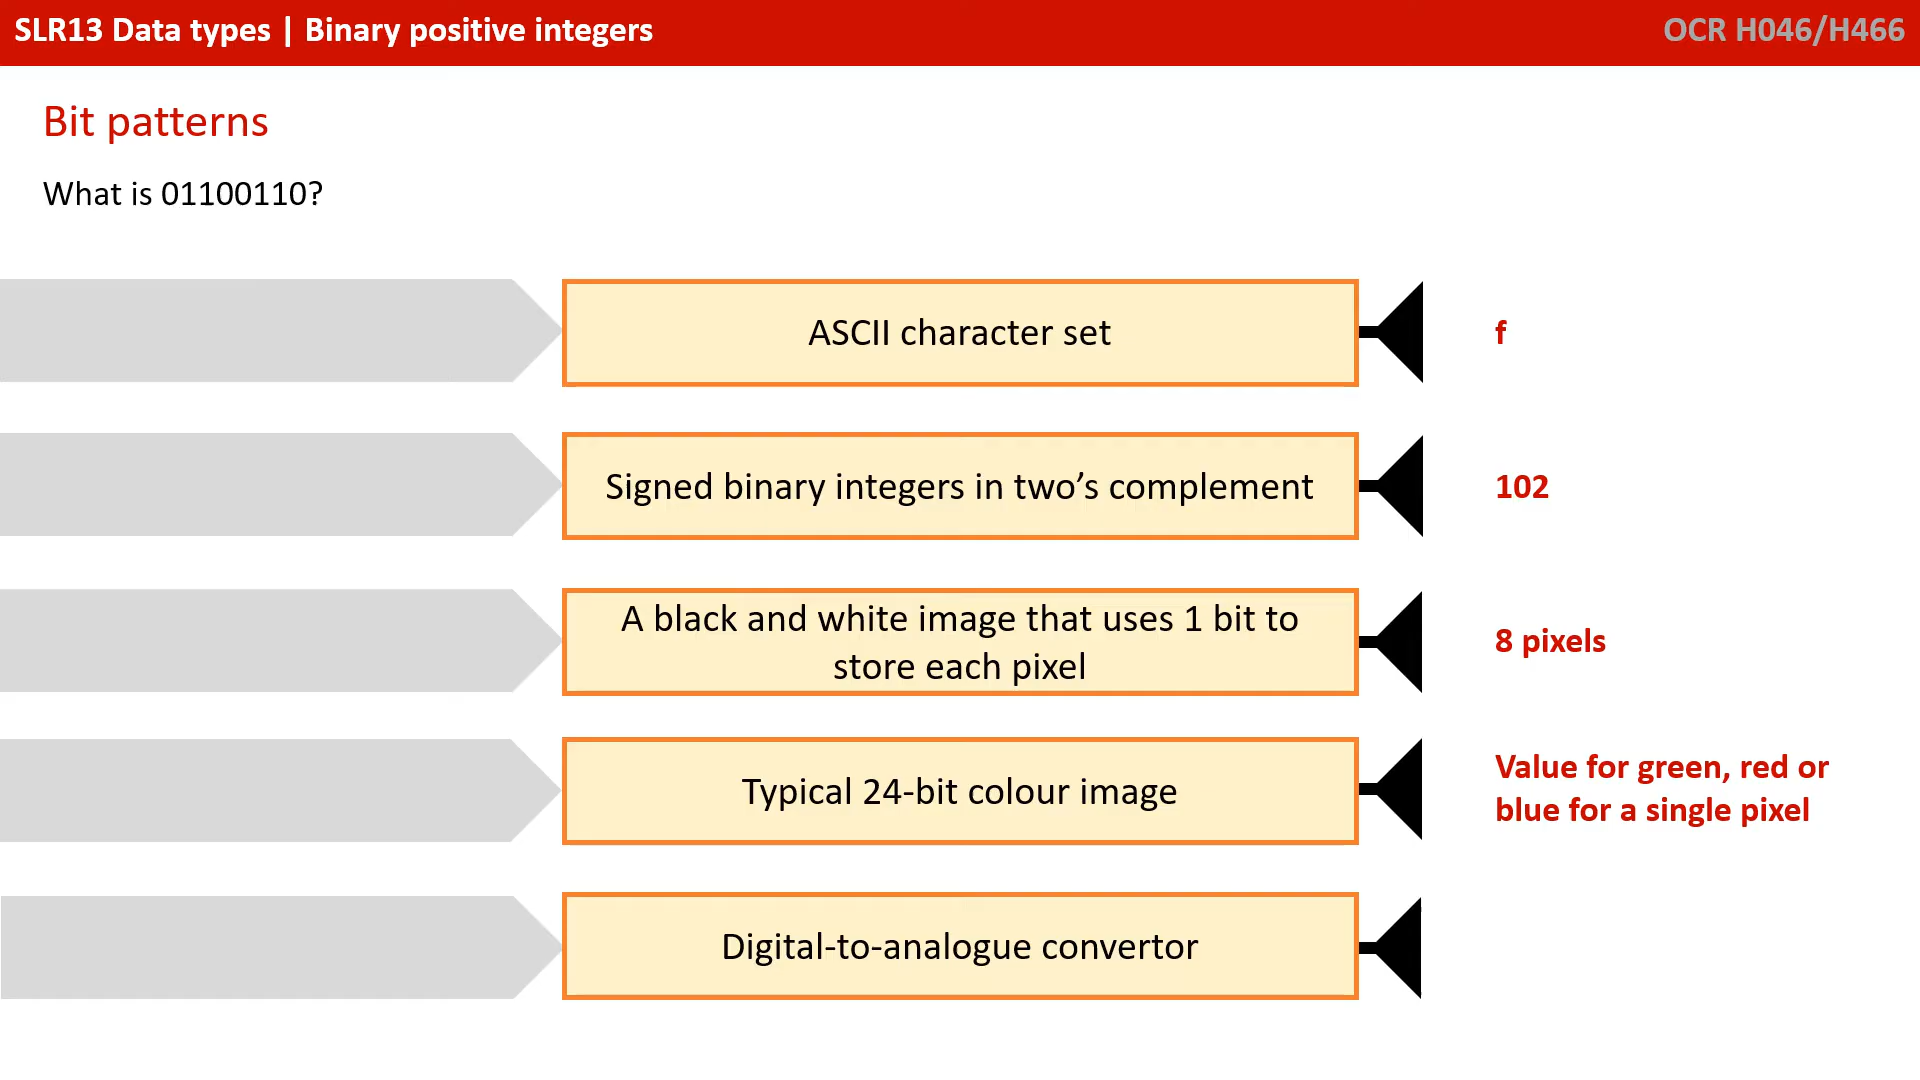 SLR13 Data types | Binary positive integers
OCR H046/H466
Bit patterns
What is 01100110?
ASCII character set
f
Signed binary integers in two’s complement
102
A black and white image that uses 1 bit to
store each pixel
8 pixels
Typical 24-bit colour image
Value for green, red or
blue for a single pixel
Digital-to-analogue convertor